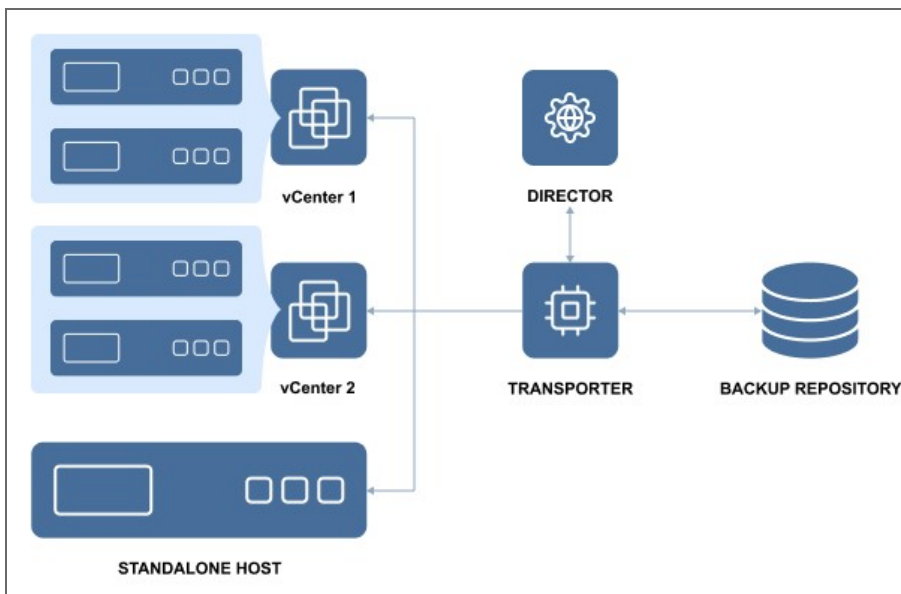 vCenter 1
DIRECTOR
vCenter 2
TRANSPORTER
BACKUP REPOSITORY
STANDALONE HOST